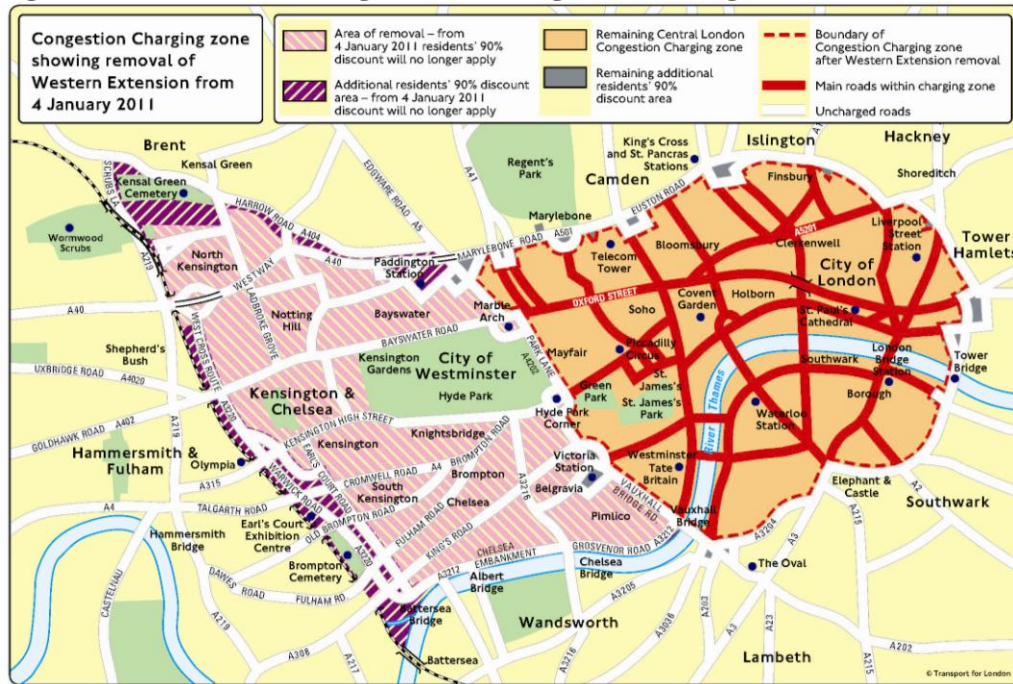 Congestion Charging zone
showing removal of
Western Extension from
4 January 2011
Area of removal – from
4 January 2011 residents' 90%
discount will no longer apply
Additional residents' 90% discount
area – from 4 January 2011
discount will no longer apply
Remaining Central London
Congestion Charging zone
Remaining additional
residents' 90%
discount area
Boundary of
Congestion Charging zone
after Western Extension removal
Main roads within charging zone
Uncharged roads
Brent
Kensal Green
SCRUBS LA
Kensal Green
Cemetery
HARROW ROAD A404
Wormwood
Scrubs
A219
North
Kensington
WESTWAY
A40
Paddington
Station
EDGWARE ROAD A5
A41
Regent's
Park
Camden
King's Cross
and St. Pancras
Stations
Islington
Hackney
EUSTON ROAD
Finsbury
Shoreditch
Marylebone
MARYLEBONE ROAD A501
Telecom
Tower
Bloomsbury
A5201
Clerkenwell
Liverpool
Street
Station
Tower
Hamlets
City of
London
A40
LADBROKE GROVE
Notting
Hill
Bayswater
Marble
Arch
OXFORD STREET
Soho
Covent
Garden
Holborn
St. Paul's
Cathedral
Shepherd's
Bush
WEST CROSS ROUTE
BAYSWATER ROAD
PARK LANE
A4202
Mayfair
Piccadilly
Circus
Southwark
London
Bridge
Station
Tower
Bridge
UXBRIDGE ROAD
A4020
A3220
Kensington
Gardens
City of
Westminster
Hyde Park
Green
Park
St.
James's
St. James's
Park
Borough
River Thames
Waterloo
Station
Kensington &
Chelsea
KENSINGTON HIGH STREET
Kensington
Knightsbridge
Hyde Park
Corner
GOLDHAWK ROAD
A402
A219
Hammersmith
& Fulham
Olympia
A315
WARWICK ROAD
EARL'S COURT ROAD
CROMWELL ROAD
A4
BROMPTON ROAD
Brompton
South
Kensington
Chelsea
A3216
Victoria
Station
Belgravia
VAUXHALL
BRIDGE RD
Westminster
Tate
Britain
Elephant &
Castle
A2
Southwark
A4
TALGARTH ROAD
Earl's Court
Exhibition
Centre
OLD BROMPTON ROAD
FULHAM ROAD
KING'S ROAD
Pimlico
Vauxhall
Bridge
A3204
A3
A215
Hammersmith
Bridge
Brompton
Cemetery
A3220
A3212
CHELSEA
EMBANKMENT
GROSVENOR ROAD
A3212
Albert
Bridge
Chelsea
Bridge
The Oval
CASTELNAU
DAWES ROAD
FULHAM RD
A219
Battersea
Bridge
A3205
A3036
A203
A3
A23
A202
A215
Wandsworth
Lambeth
A308
A217
Battersea
A3216
© Transport for London